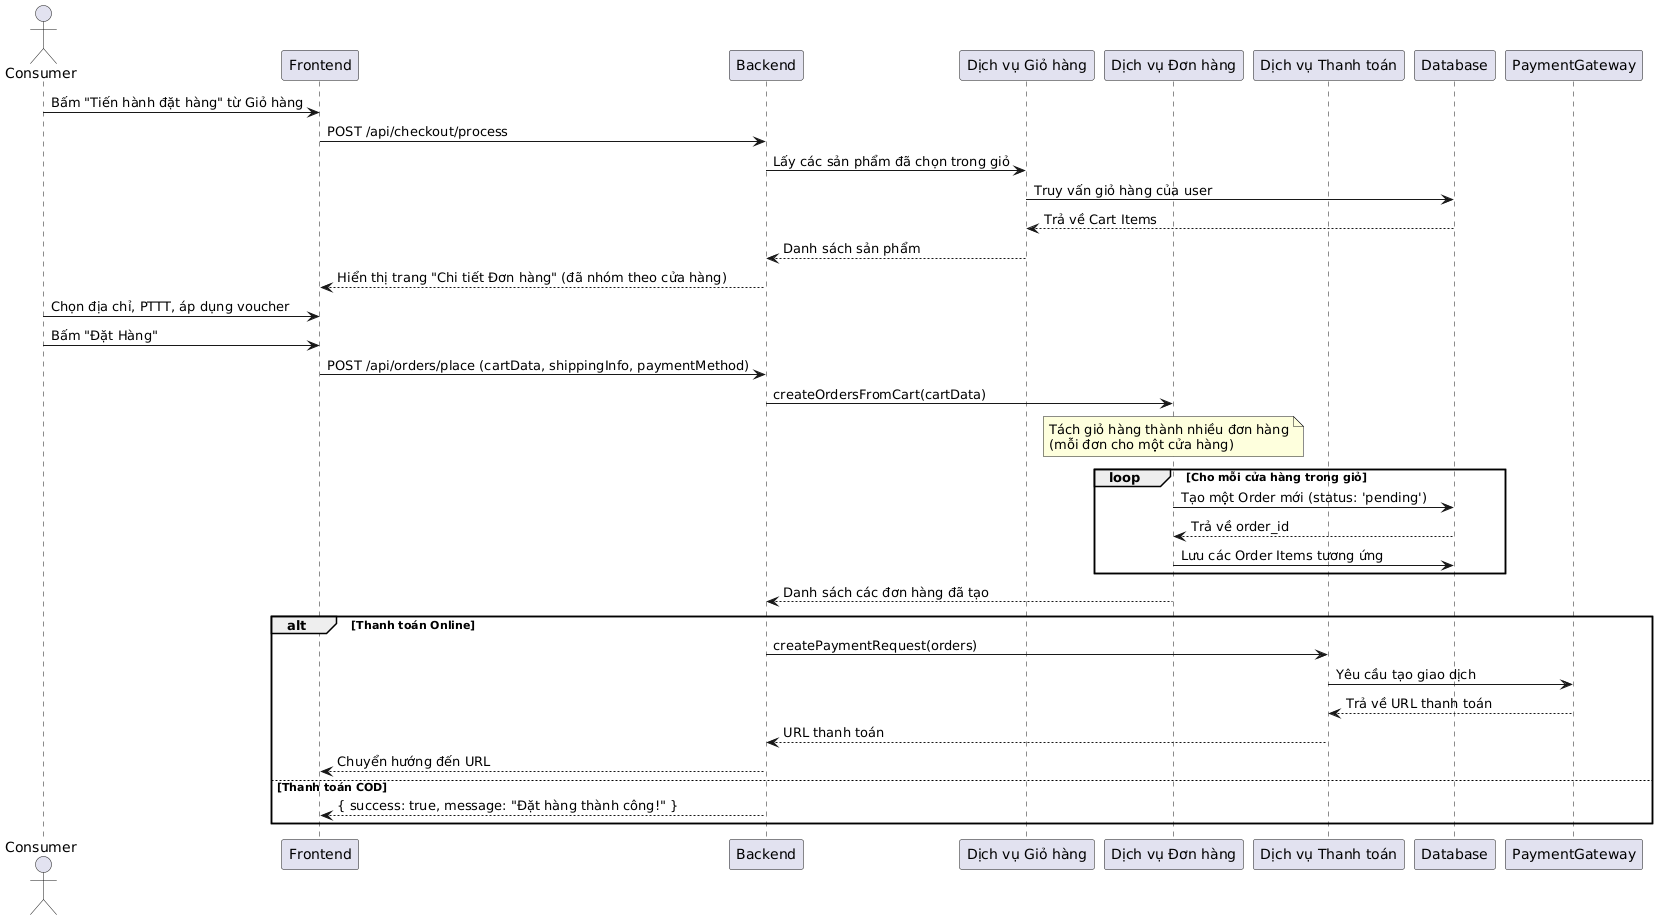 Consumer
Frontend
Backend
Dịch vụ Giỏ hàng
Dịch vụ Đơn hàng
Dịch vụ Thanh toán
Database
PaymentGateway
Bấm "Tiến hành đặt hàng" từ Giỏ hàng
POST /api/checkout/process
Lấy các sản phẩm đã chọn trong giỏ
Truy vấn giỏ hàng của user
Trả về Cart Items
Danh sách sản phẩm
Hiển thị trang "Chi tiết Đơn hàng" (đã nhóm theo cửa hàng)
Chọn địa chỉ, PTTT, áp dụng voucher
Bấm "Đặt Hàng"
POST /api/orders/place (cartData, shippingInfo, paymentMethod)
createOrdersFromCart(cartData)
Tách giỏ hàng thành nhiều đơn hàng
(mỗi đơn cho một cửa hàng)
loop [Cho mỗi cửa hàng trong giỏ]
Tạo một Order mới (status: 'pending')
Trả về order_id
Lưu các Order Items tương ứng
Danh sách các đơn hàng đã tạo
alt [Thanh toán Online]
createPaymentRequest(orders)
Yêu cầu tạo giao dịch
Trả về URL thanh toán
URL thanh toán
Chuyển hướng đến URL
[Thanh toán COD]
{ success: true, message: "Đặt hàng thành công!" }
Consumer
Frontend
Backend
Dịch vụ Giỏ hàng
Dịch vụ Đơn hàng
Dịch vụ Thanh toán
Database
PaymentGateway